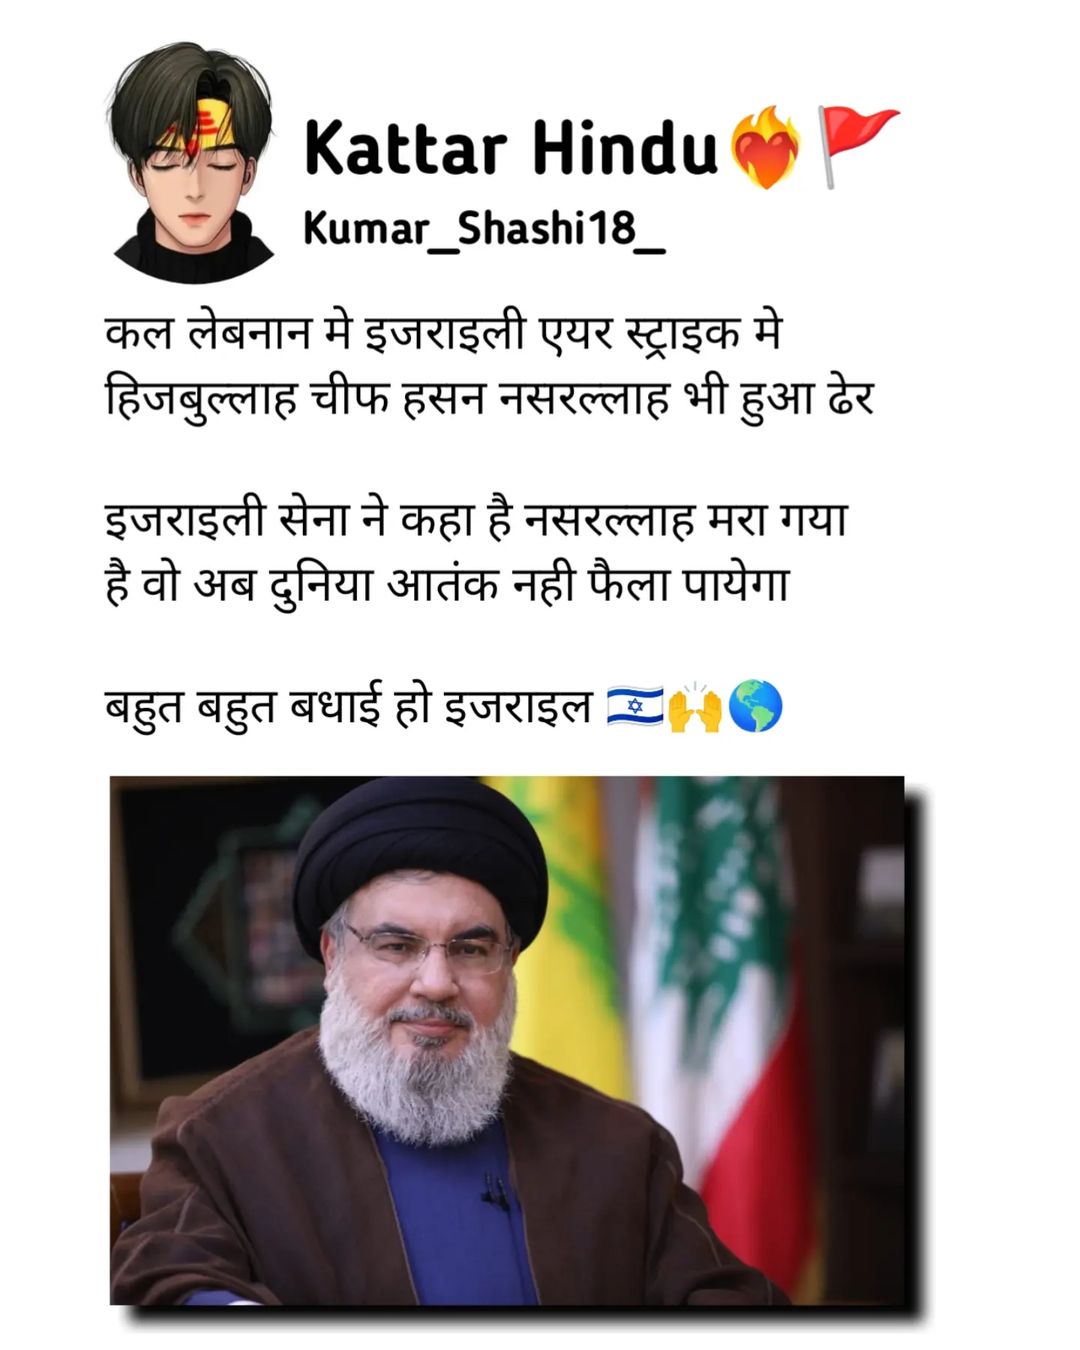 Kattar Hindu❤️‍🔥🚩
Kumar_Shashi18_
कल लेबनान मे इजराइली एयर स्ट्राइक मे
हिजबुल्लाह चीफ हसन नसरल्लाह भी हुआ ढेर
इजराइली सेना ने कहा है नसरल्लाह मरा गया
है वो अब दुनिया आतंक नही फैला पायेगा
बहुत बहुत बधाई हो इजराइल 🇮🇱🙌🌎